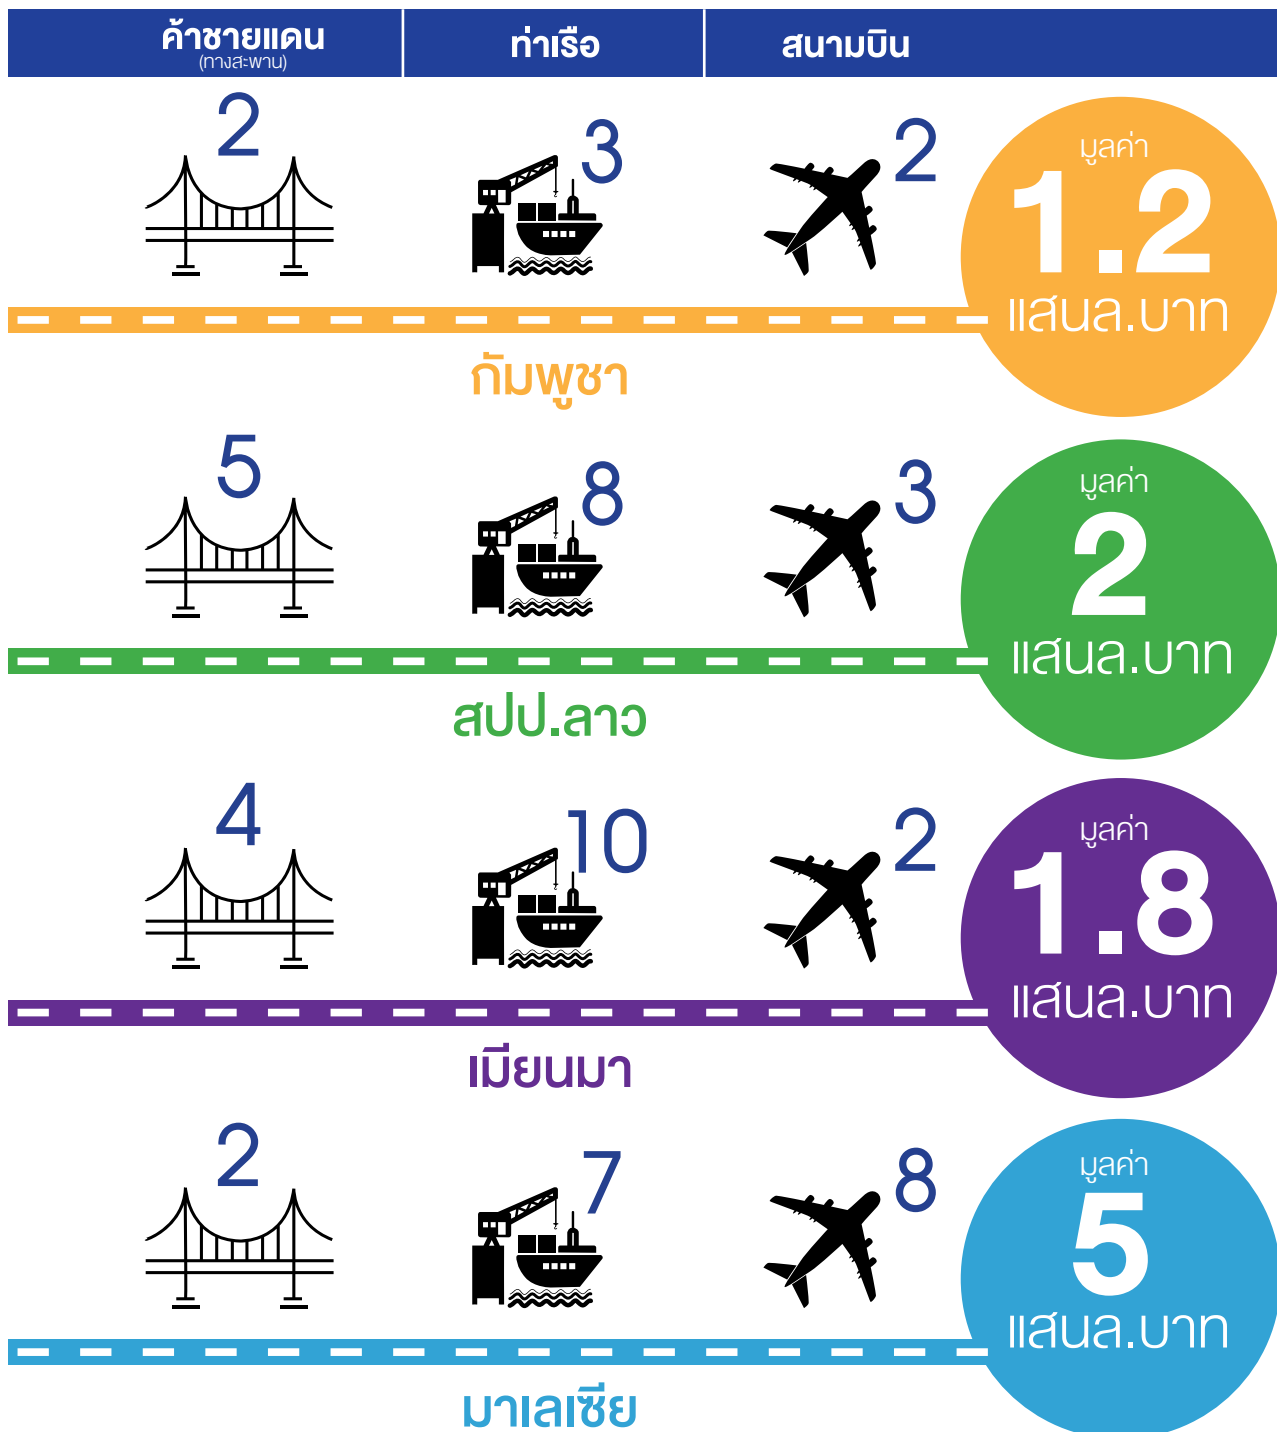 ค้าชายแดน
(ทางสะพาน)
ท่าเรือ
สนามบิน
2
3
2
มูลค่า
1.2
แสนล.บาท
กัมพูชา
5
8
3
มูลค่า
2
แสนล.บาท
สปป.ลาว
4
10
2
มูลค่า
1.8
แสนล.บาท
เมียนมา
2
7
8
มูลค่า
5
แสนล.บาท
มาเลเซีย